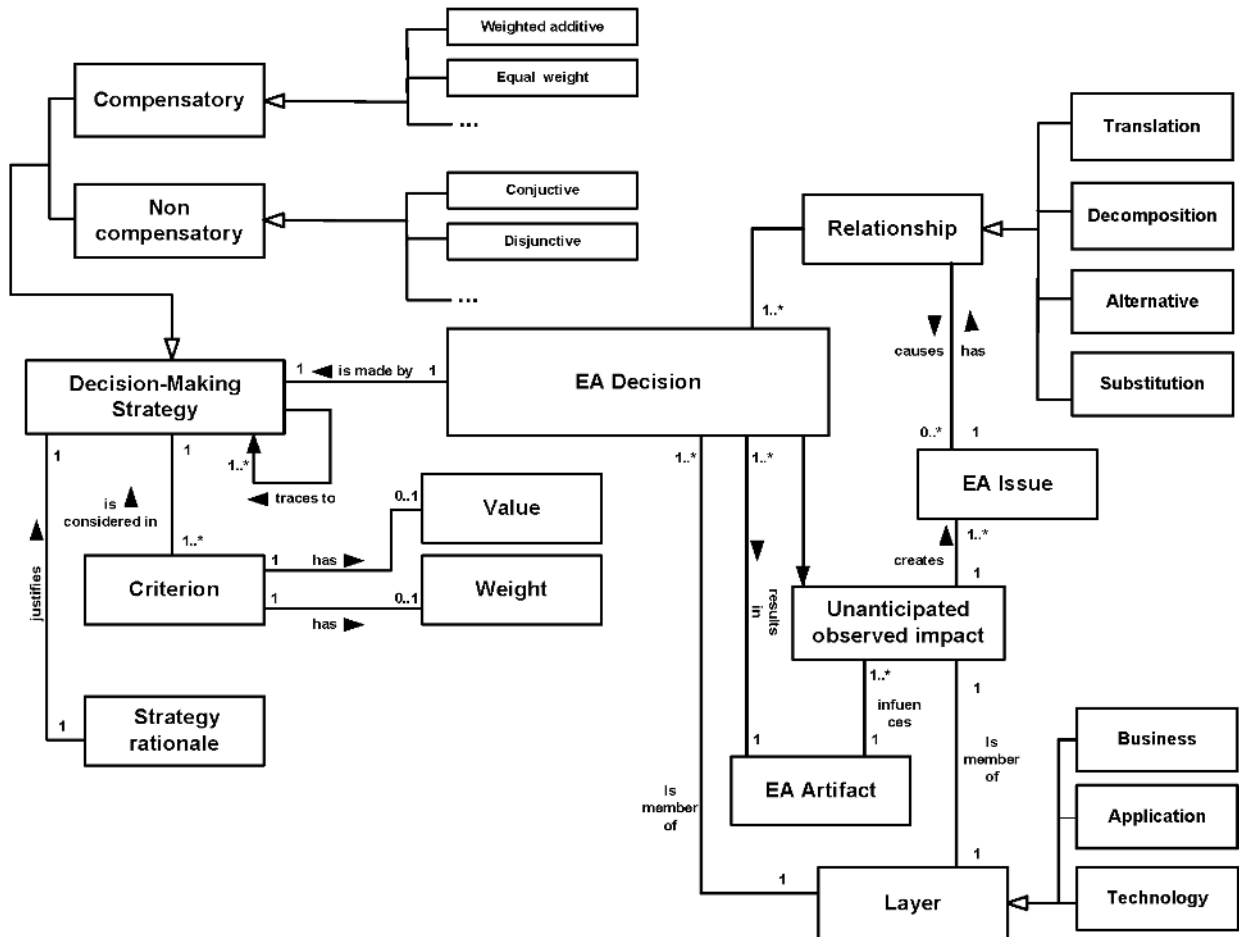 Weighted additive
Compensatory
Equal weight
...
Non
compensatory
Conjuctive
Disjunctive
...
Translation
Decomposition
Alternative
Substitution
Relationship
1..*
causes
has
0..*
1
Decision-Making
Strategy
1
is made by
1
EA Decision
1
1
1..*
traces to
1..*
1..*
EA Issue
is
considered in
1..*
0..1
Value
Criterion
1
has
1
has
0..1
Weight
justifies
1..*
creates
1
results
in
Unanticipated
observed impact
1..*
1
infuen
ces
1
Strategy
rationale
1
1
EA Artifact
Is
member
of
Is
member
of
Business
Application
Technology
1
1
Layer